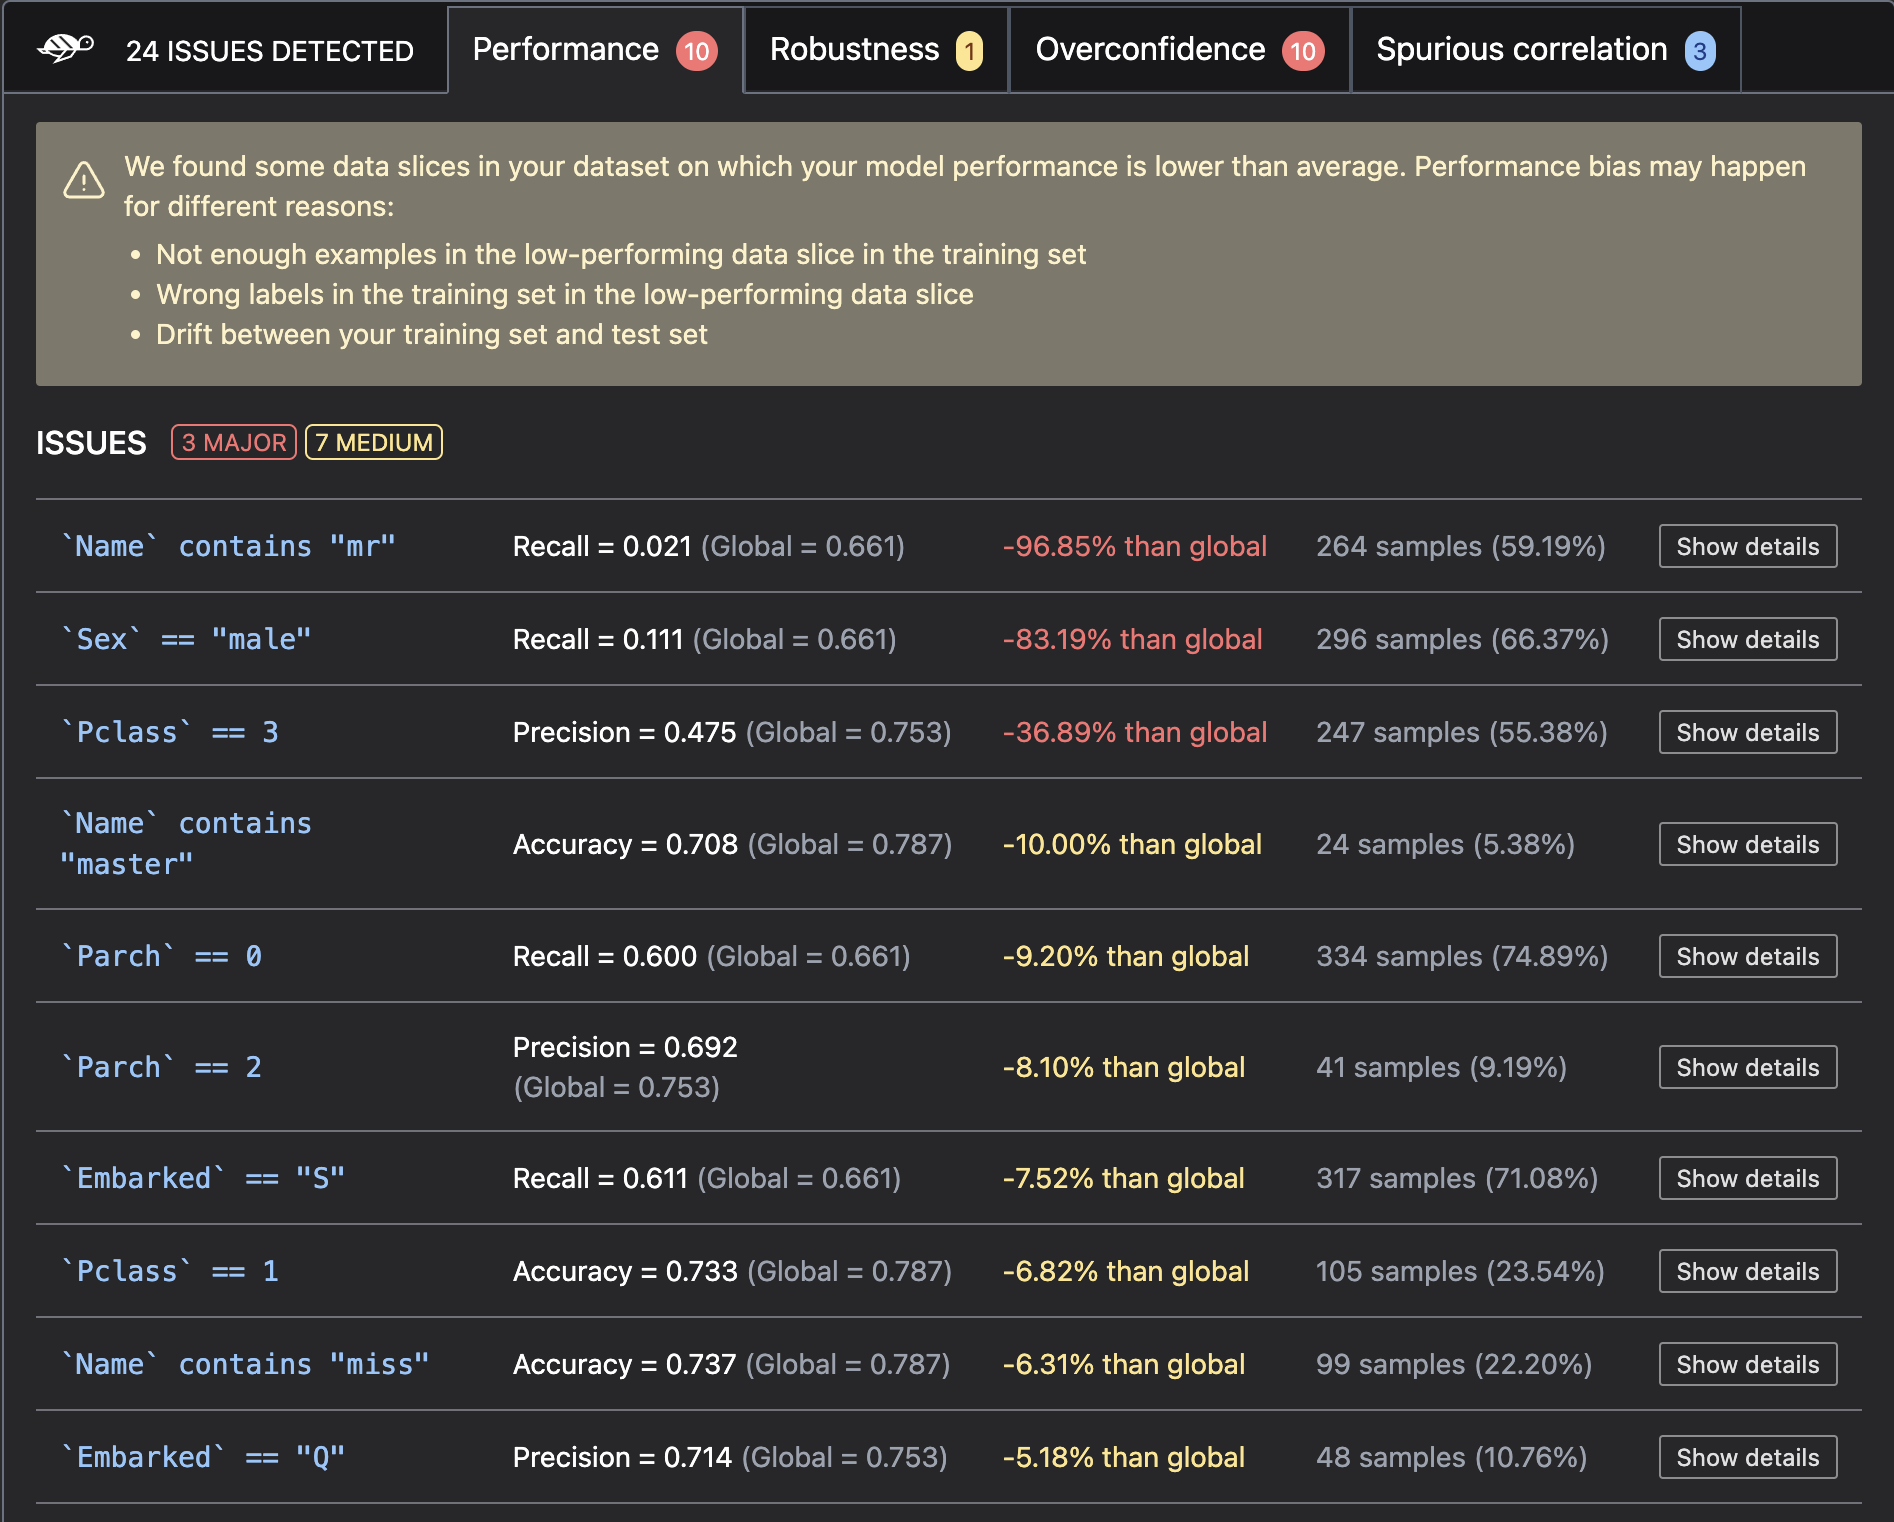 24 ISSUES DETECTED
Performance 10
Robustness 1
Overconfidence 10
Spurious correlation 3
We found some data slices in your dataset on which your model performance is lower than average. Performance bias may happen
for different reasons:
• Not enough examples in the low-performing data slice in the training set
• Wrong labels in the training set in the low-performing data slice
• Drift between your training set and test set
ISSUES 3 MAJOR 7 MEDIUM
`Name` contains "mr" Recall = 0.021 (Global = 0.661) -96.85% than global 264 samples (59.19%) Show details
`Sex` == "male" Recall = 0.111 (Global = 0.661) -83.19% than global 296 samples (66.37%) Show details
`Pclass` == 3 Precision = 0.475 (Global = 0.753) -36.89% than global 247 samples (55.38%) Show details
`Name` contains
"master"
Accuracy = 0.708 (Global = 0.787) -10.00% than global 24 samples (5.38%) Show details
`Parch` == 0 Recall = 0.600 (Global = 0.661) -9.20% than global 334 samples (74.89%) Show details
`Parch` == 2
Precision = 0.692
(Global = 0.753)
-8.10% than global 41 samples (9.19%) Show details
`Embarked` == "S" Recall = 0.611 (Global = 0.661) -7.52% than global 317 samples (71.08%) Show details
`Pclass` == 1 Accuracy = 0.733 (Global = 0.787) -6.82% than global 105 samples (23.54%) Show details
`Name` contains "miss" Accuracy = 0.737 (Global = 0.787) -6.31% than global 99 samples (22.20%) Show details
`Embarked` == "Q" Precision = 0.714 (Global = 0.753) -5.18% than global 48 samples (10.76%) Show details